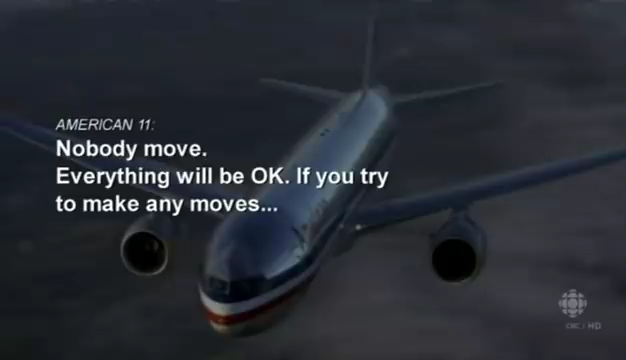 AMERICAN 11:
Nobody move.
Everything will be OK. If you try
to make any moves...
CBC HD